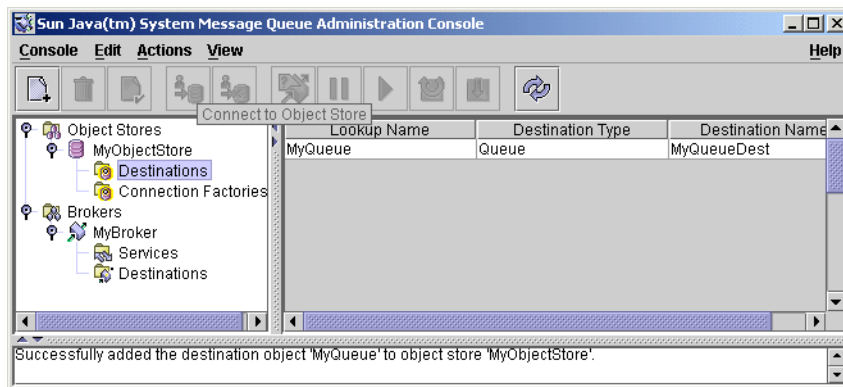 Sun Java(tm) System Message Queue Administration Console
Console Edit Actions View Help
Connect to Object Store
Object Stores
MyObjectStore
Destinations
Connection Factories
Brokers
MyBroker
Services
Destinations
Lookup Name Destination Type Destination Name
MyQueue Queue MyQueueDest
Successfully added the destination object 'MyQueue' to object store 'MyObjectStore'.